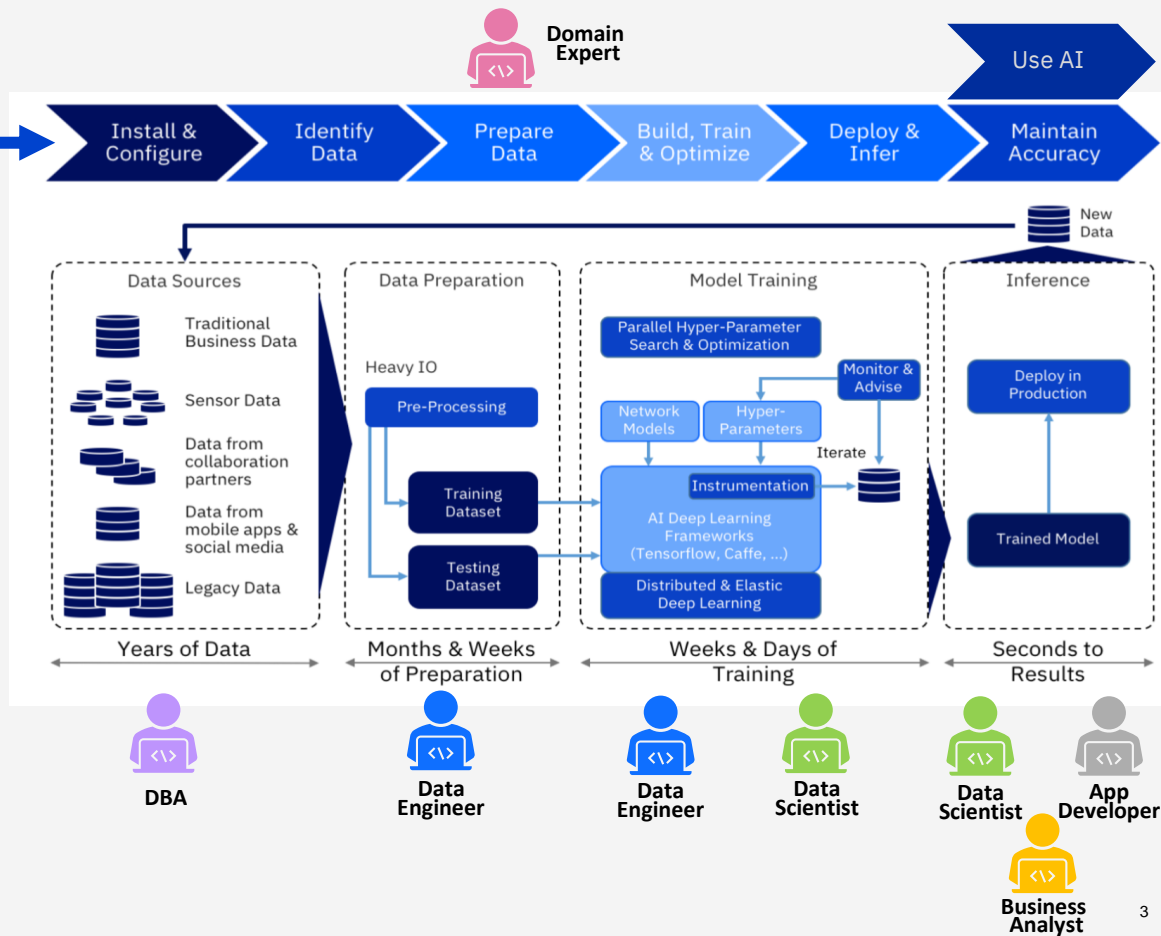 Domain
Expert
Use AI
Install &
Configure
Identify
Data
Prepare
Data
Build, Train
& Optimize
Deploy &
Infer
Maintain
Accuracy
New
Data
Data Sources
Traditional
Business Data
Sensor Data
Data from
collaboration
partners
Data from
mobile apps &
social media
Legacy Data
Data Preparation
Heavy IO
Pre-Processing
Training
Dataset
Testing
Dataset
Model Training
Parallel Hyper-Parameter
Search & Optimization
Monitor &
Advise
Network
Models
Hyper-
Parameters
Iterate
Instrumentation
AI Deep Learning
Frameworks
(Tensorflow, Caffe, ...)
Distributed & Elastic
Deep Learning
Inference
Deploy in
Production
Trained Model
Years of Data
Months & Weeks
of Preparation
Weeks & Days of
Training
Seconds to
Results
</>
DBA
Data
Engineer
Data
Engineer
Data
Scientist
Data
Scientist
App
Developer
Business
Analyst
3